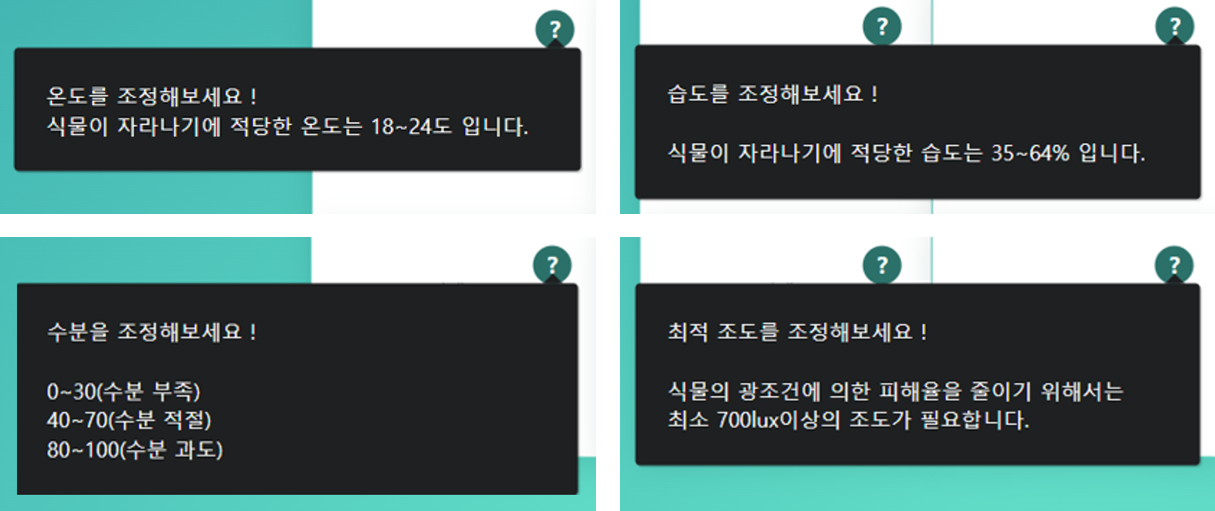 ?
온도를 조정해보세요 !
식물이 자라나기에 적당한 온도는 18~24도 입니다.
? ?
습도를 조정해보세요 !
식물이 자라나기에 적당한 습도는 35~64% 입니다.
?
수분을 조정해보세요 !
0~30(수분 부족)
40~70(수분 적절)
80~100(수분 과도)
? ?
최적 조도를 조정해보세요 !
식물의 광조건에 의한 피해율을 줄이기 위해서는
최소 700lux이상의 조도가 필요합니다.